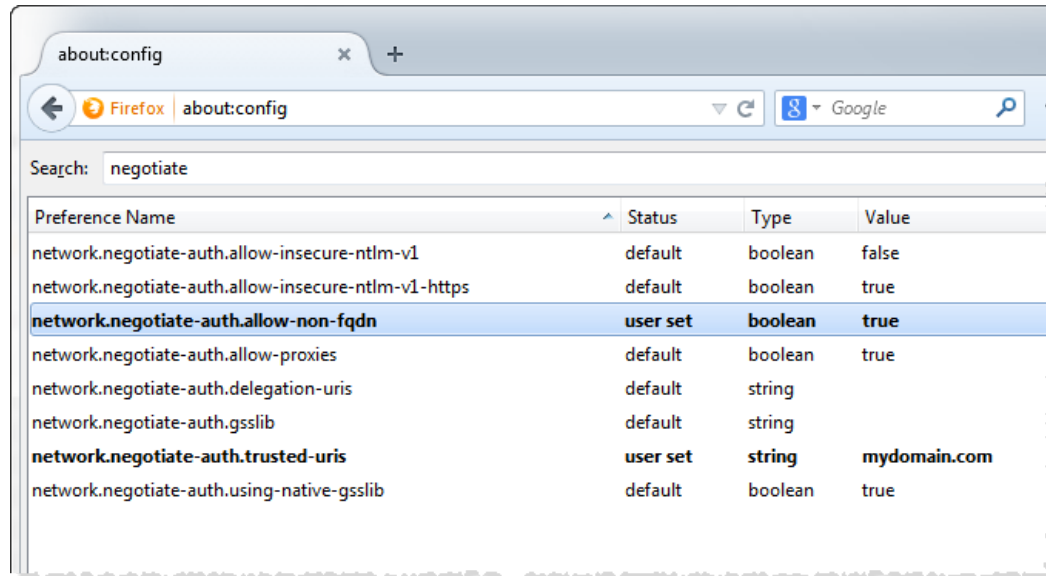 about:config
Firefox about:config Google
Search: negotiate
Preference Name Status Type Value
network.negotiate-auth.allow-insecure-ntlm-v1 default boolean false
network.negotiate-auth.allow-insecure-ntlm-v1-https default boolean true
network.negotiate-auth.allow-non-fqdn user set boolean true
network.negotiate-auth.allow-proxies default boolean true
network.negotiate-auth.delegation-uris default string
network.negotiate-auth.gsslib default string
network.negotiate-auth.trusted-uris user set string mydomain.com
network.negotiate-auth.using-native-gsslib default boolean true